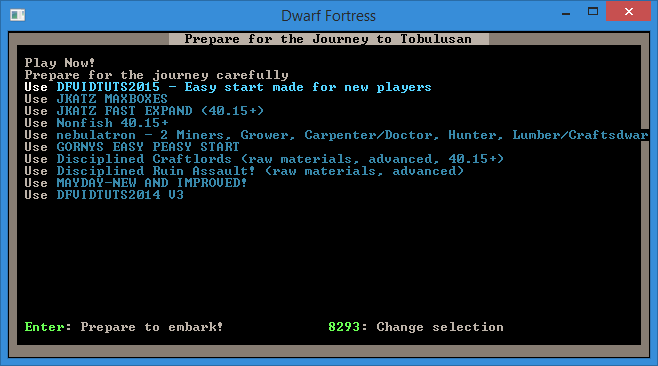 Dwarf Fortress
Prepare for the Journey to Tobulusan
Play Now!
Prepare for the journey carefully
Use DFVIDTUTS2015 - Easy start made for new players
Use JKATZ MAXBOXES
Use JKATZ FAST EXPAND (40.15+)
Use Nonfish 40.15+
Use nebulatron - 2 Miners, Grower, Carpenter/Doctor, Hunter, Lumber/Craftsdwar
Use GORNYS EASY PEASY START
Use Disciplined Craftlords (raw materials, advanced, 40.15+)
Use Disciplined Ruin Assault! (raw materials, advanced)
Use MAYDAY-NEW AND IMPROVED!
Use DFVIDTUTS2014 V3
Enter: Prepare to embark! 8293: Change selection